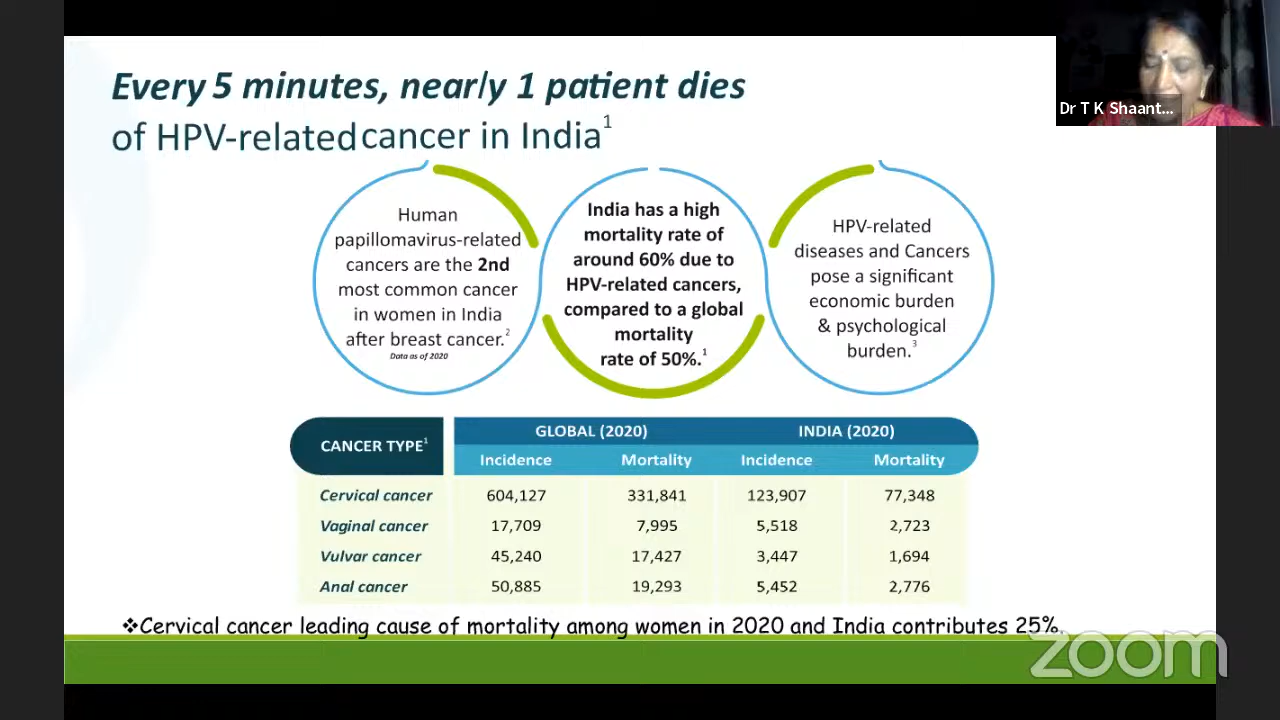 Every 5 minutes, nearly 1 patient dies
of HPV-related cancer in India1
Dr T K Shaant...
Human
papillomavirus-related
cancers are the 2nd
most common cancer
in women in India
after breast cancer.2
Data as of 2020
India has a high
mortality rate of
around 60% due to
HPV-related cancers,
compared to a global
mortality
rate of 50%.1
HPV-related
diseases and Cancers
pose a significant
economic burden
& psychological
burden.3
CANCER TYPE1 GLOBAL (2020) INDIA (2020)
Incidence Mortality Incidence Mortality
Cervical cancer 604,127 331,841 123,907 77,348
Vaginal cancer 17,709 7,995 5,518 2,723
Vulvar cancer 45,240 17,427 3,447 1,694
Anal cancer 50,885 19,293 5,452 2,776
❖Cervical cancer leading cause of mortality among women in 2020 and India contributes 25%.
zoom